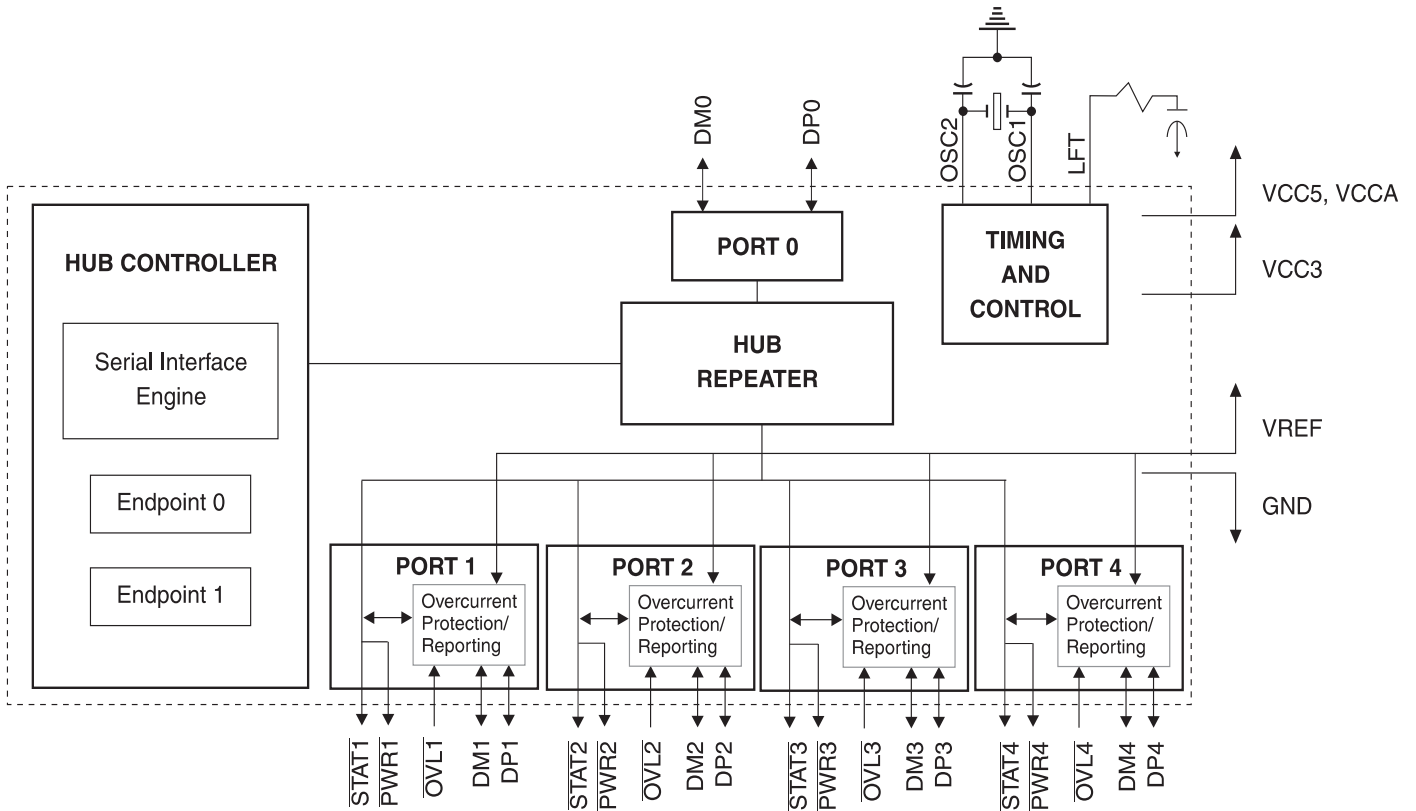 DM0
DP0
OSC2
OSC1
LFT
VCC5, VCCA
VCC3
VREF
GND
HUB CONTROLLER
Serial Interface
Engine
Endpoint 0
Endpoint 1
PORT 0
HUB
REPEATER
TIMING
AND
CONTROL
PORT 1
Overcurrent
Protection/
Reporting
PORT 2
Overcurrent
Protection/
Reporting
PORT 3
Overcurrent
Protection/
Reporting
PORT 4
Overcurrent
Protection/
Reporting
STAT1
PWR1
OVL1
DM1
DP1
STAT2
PWR2
OVL2
DM2
DP2
STAT3
PWR3
OVL3
DM3
DP3
STAT4
PWR4
OVL4
DM4
DP4